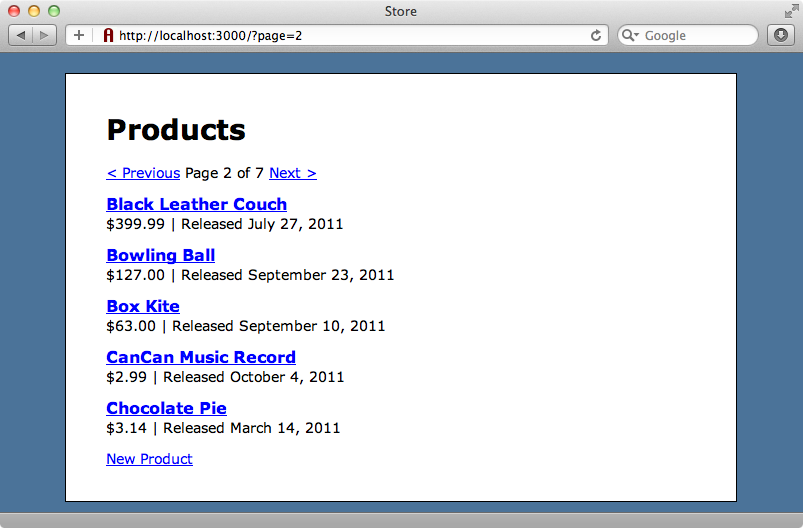 Store
http://localhost:3000/?page=2
Google
Products
< Previous Page 2 of 7 Next >
Black Leather Couch
$399.99 | Released July 27, 2011
Bowling Ball
$127.00 | Released September 23, 2011
Box Kite
$63.00 | Released September 10, 2011
CanCan Music Record
$2.99 | Released October 4, 2011
Chocolate Pie
$3.14 | Released March 14, 2011
New Product